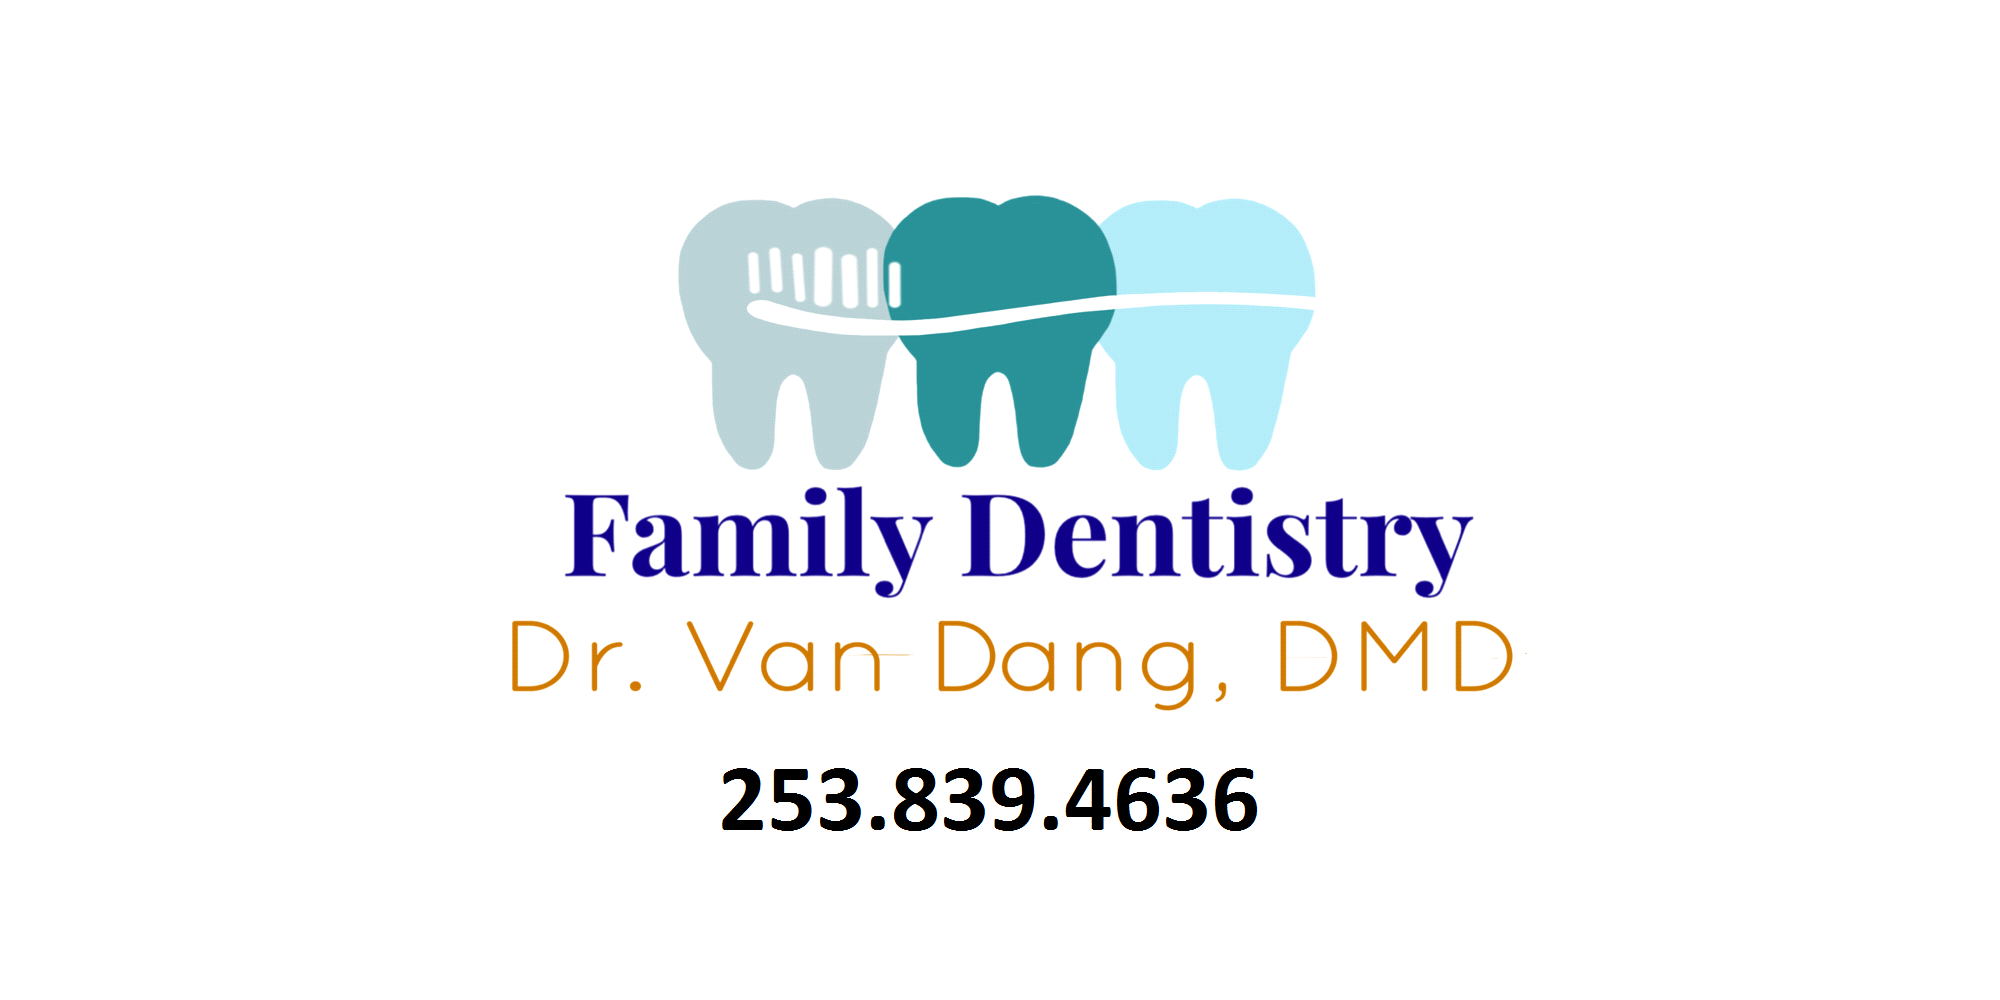 Family Dentistry
Dr. Van Dang, DMD
253.839.4636